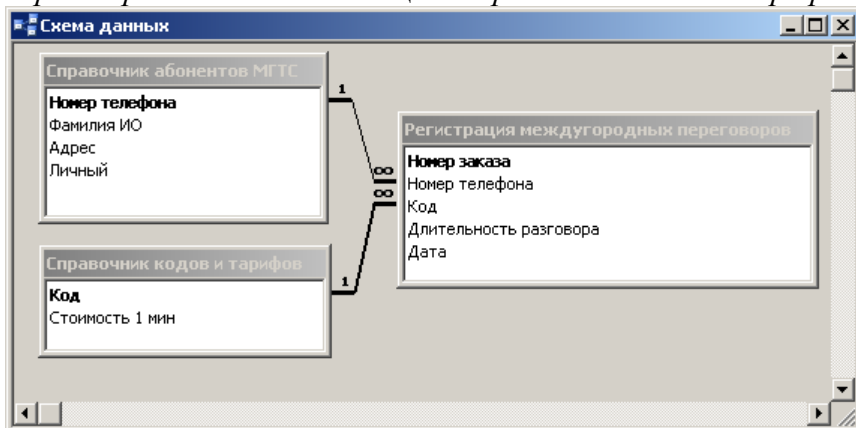 Схема данных
Справочник абонентов МГТС
Номер телефона
Фамилия ИО
Адрес
Личный
1
Регистрация междугородных переговоров
Номер заказа
Номер телефона
Код
Длительность разговора
Дата
∞
∞
Справочник кодов и тарифов
Код
Стоимость 1 мин
1